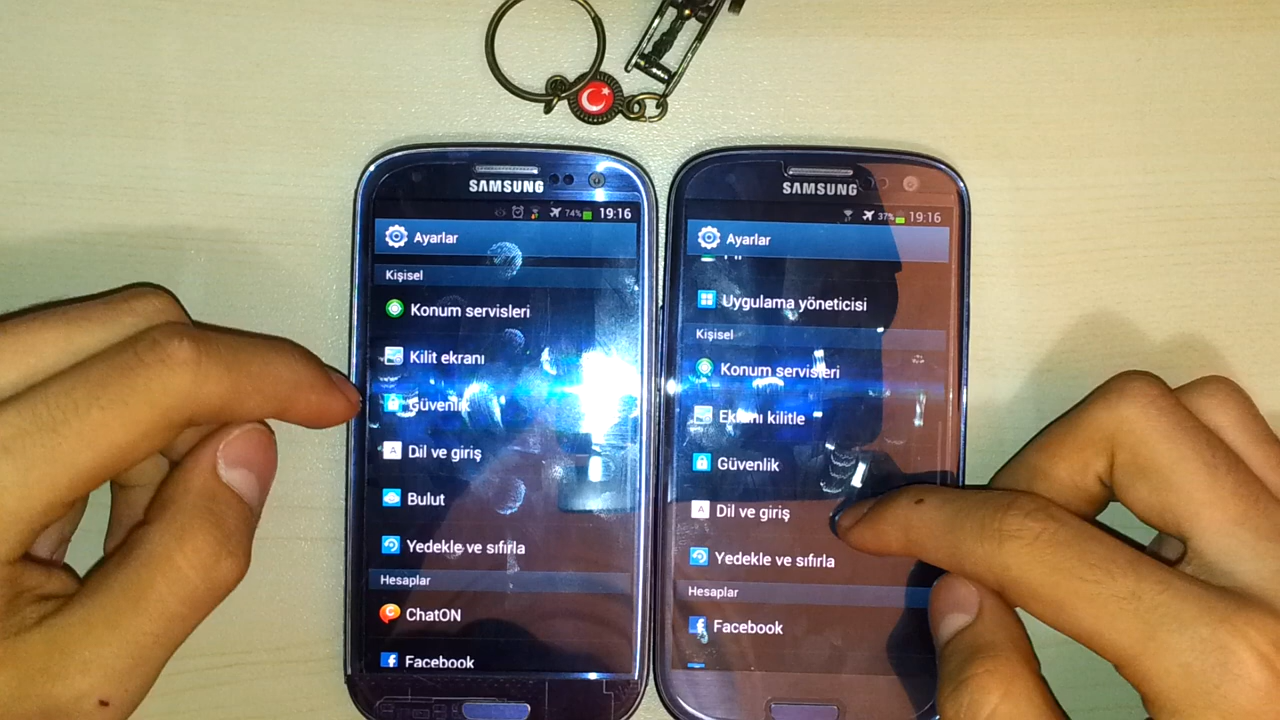 SAMSUNG
74% 19:16
Ayarlar
Kişisel
Konum servisleri
Kilit ekranı
Güvenlik
A
Dil ve giriş
Bulut
Yedekle ve sıfırla
Hesaplar
ChatON
Facebook
SAMSUNG
37% 19:16
Ayarlar
Uygulama yöneticisi
Kişisel
Konum servisleri
Ekranı kilitle
Güvenlik
A
Dil ve giriş
Yedekle ve sıfırla
Hesaplar
Facebook